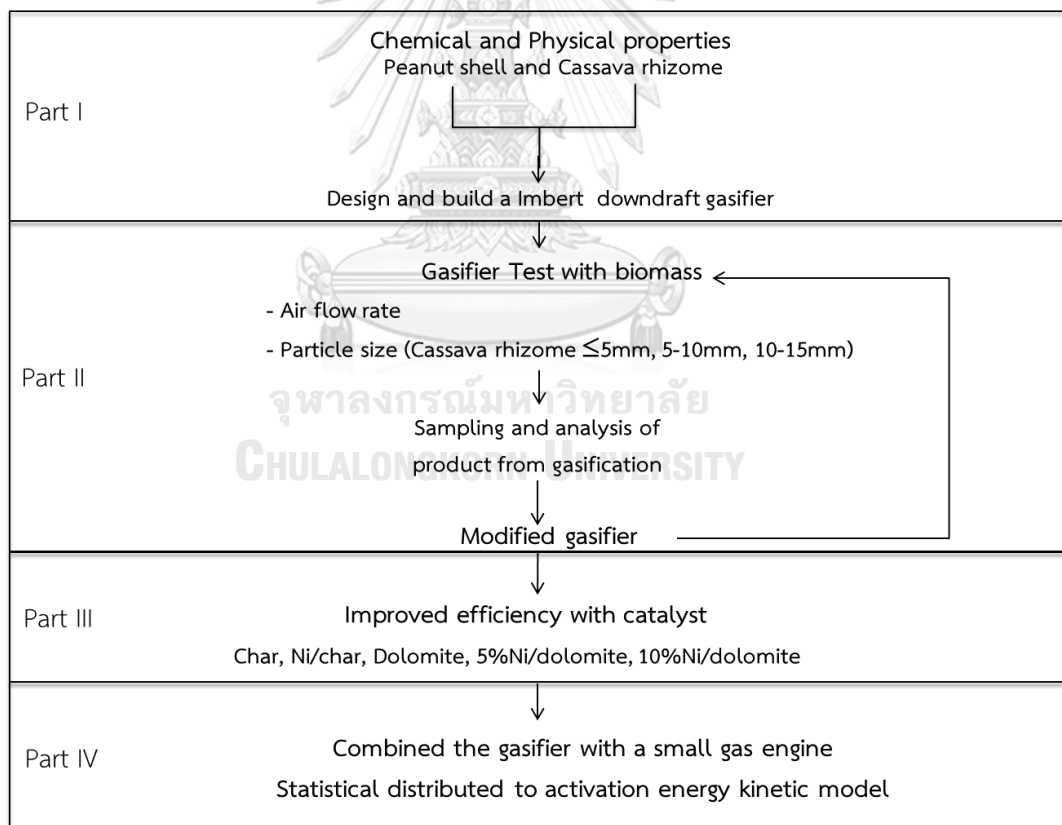 Chemical and Physical properties
Peanut shell and Cassava rhizome
Part I
Design and build a Imbert downdraft gasifier
Gasifier Test with biomass
- Air flow rate
- Particle size (Cassava rhizome ≤5mm, 5-10mm, 10-15mm)
Part II
จุฬาลงกรณ์มหาวิทยาลัย
Sampling and analysis of
CHULALONGKORN UNIVERSITY
product from gasification
Modified gasifier
Improved efficiency with catalyst
Part III
Char, Ni/char, Dolomite, 5%Ni/dolomite, 10%Ni/dolomite
Combined the gasifier with a small gas engine
Part IV
Statistical distributed to activation energy kinetic model